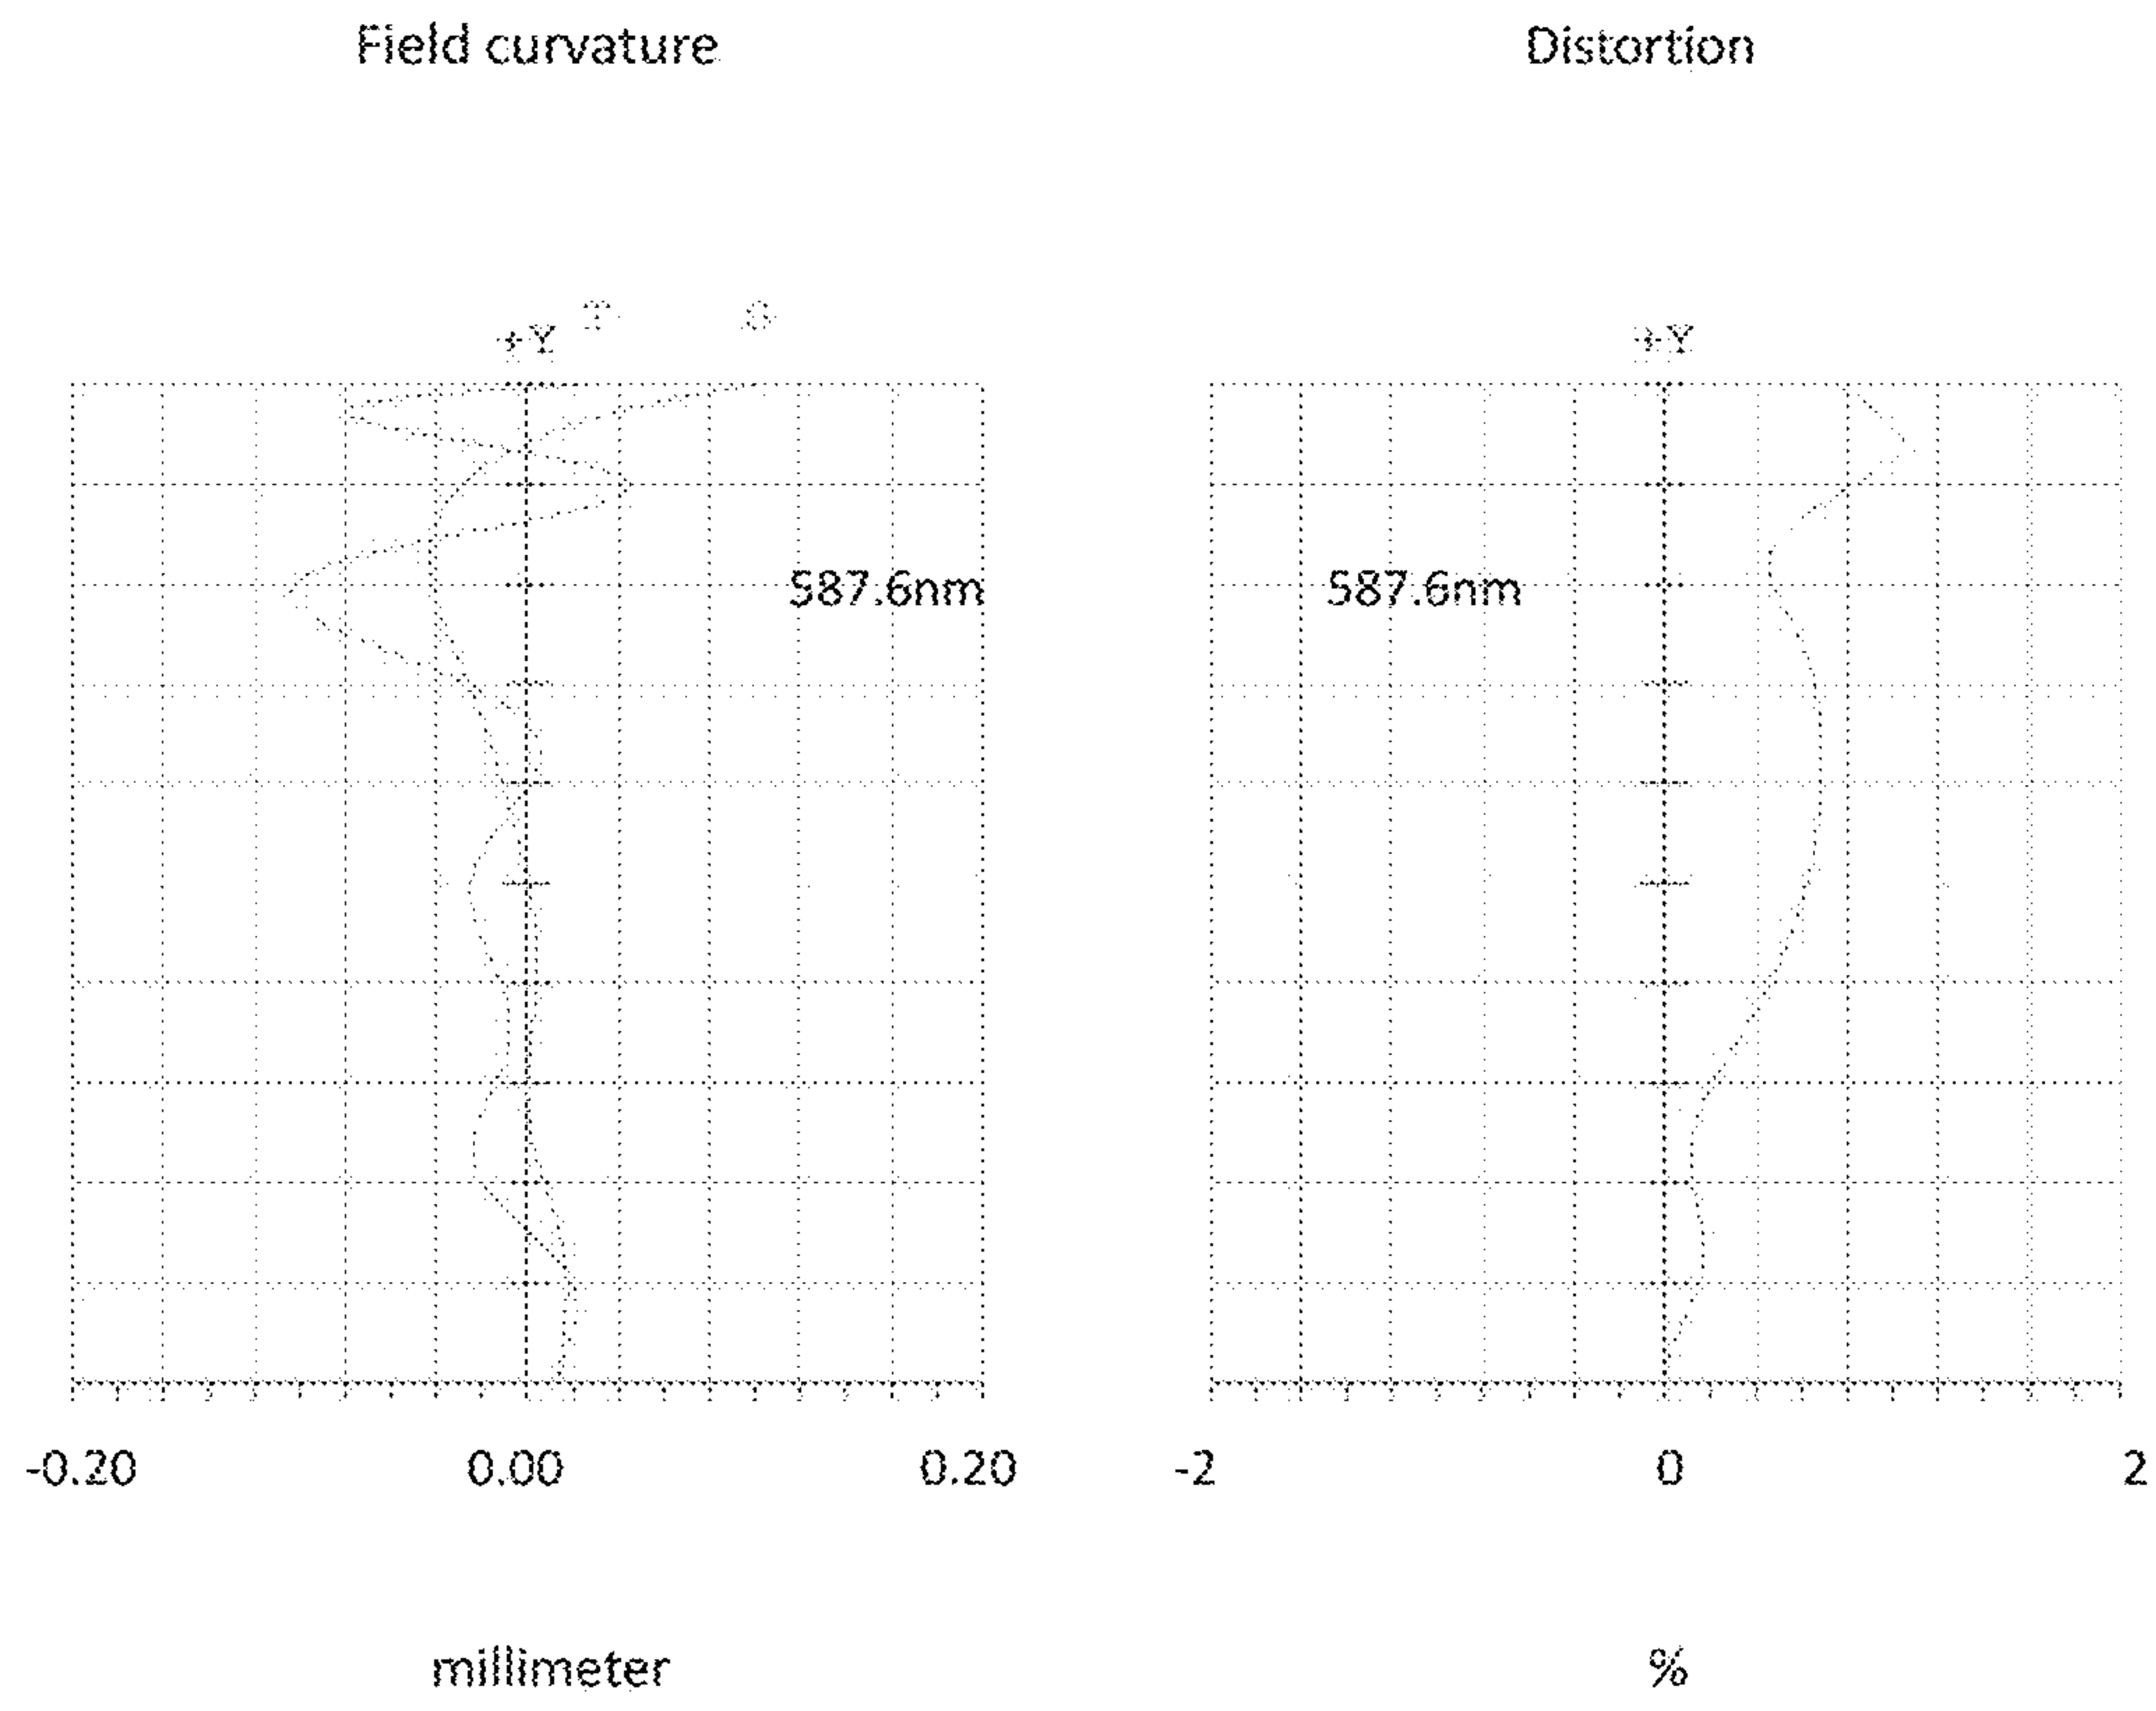 Field curvature
Distortion
T S
+Y
+Y
587.6nm
587.6nm
-0.20 0.00 0.20
-2 0 2
millimeter
%